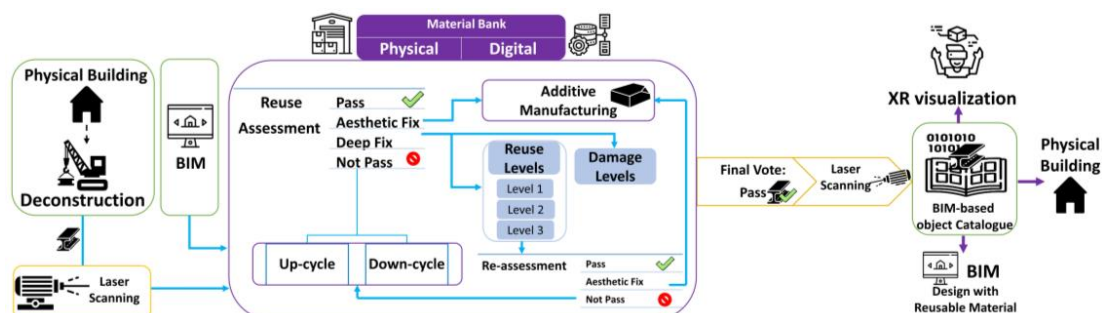 Material Bank
Physical
Digital
Physical Building
Deconstruction
BIM
Laser
Scanning
Reuse
Assessment
Pass
Aesthetic Fix
Deep Fix
Not Pass
Additive
Manufacturing
Reuse
Levels
Level 1
Level 2
Level 3
Damage
Levels
Up-cycle
Down-cycle
Re-assessment
Pass
Aesthetic Fix
Not Pass
Final Vote:
Pass
Laser
Scanning
XR visualization
0101010
10101
BIM-based
object Catalogue
Physical
Building
BIM
Design with
Reusable Material